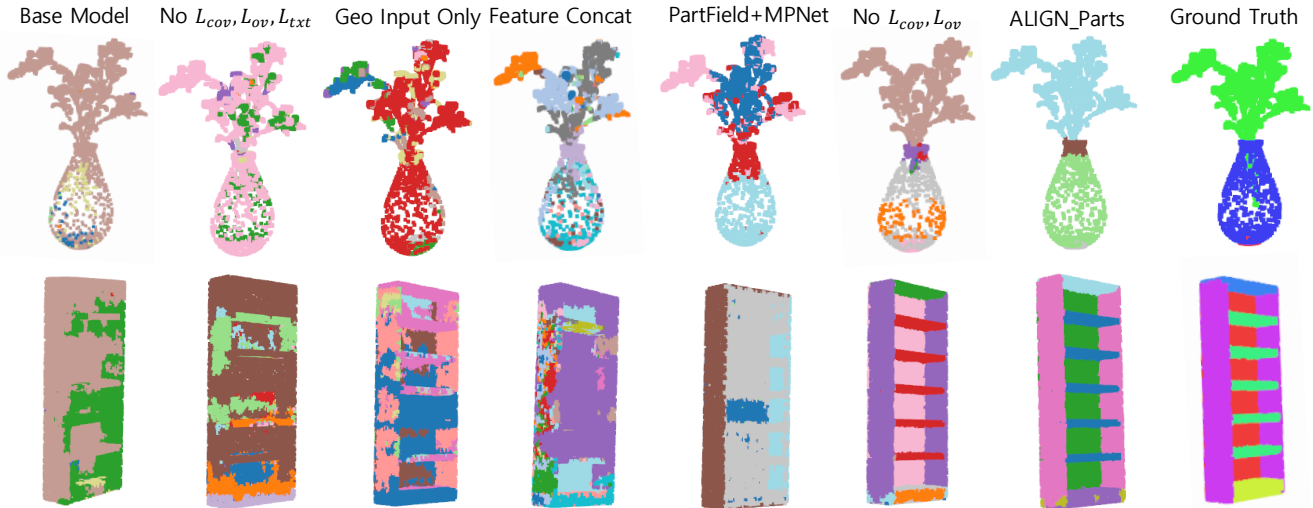 Base Model No L_cov, L_ov, L_txt Geo Input Only Feature Concat PartField+MPNet No L_cov, L_ov ALIGN_Parts Ground Truth